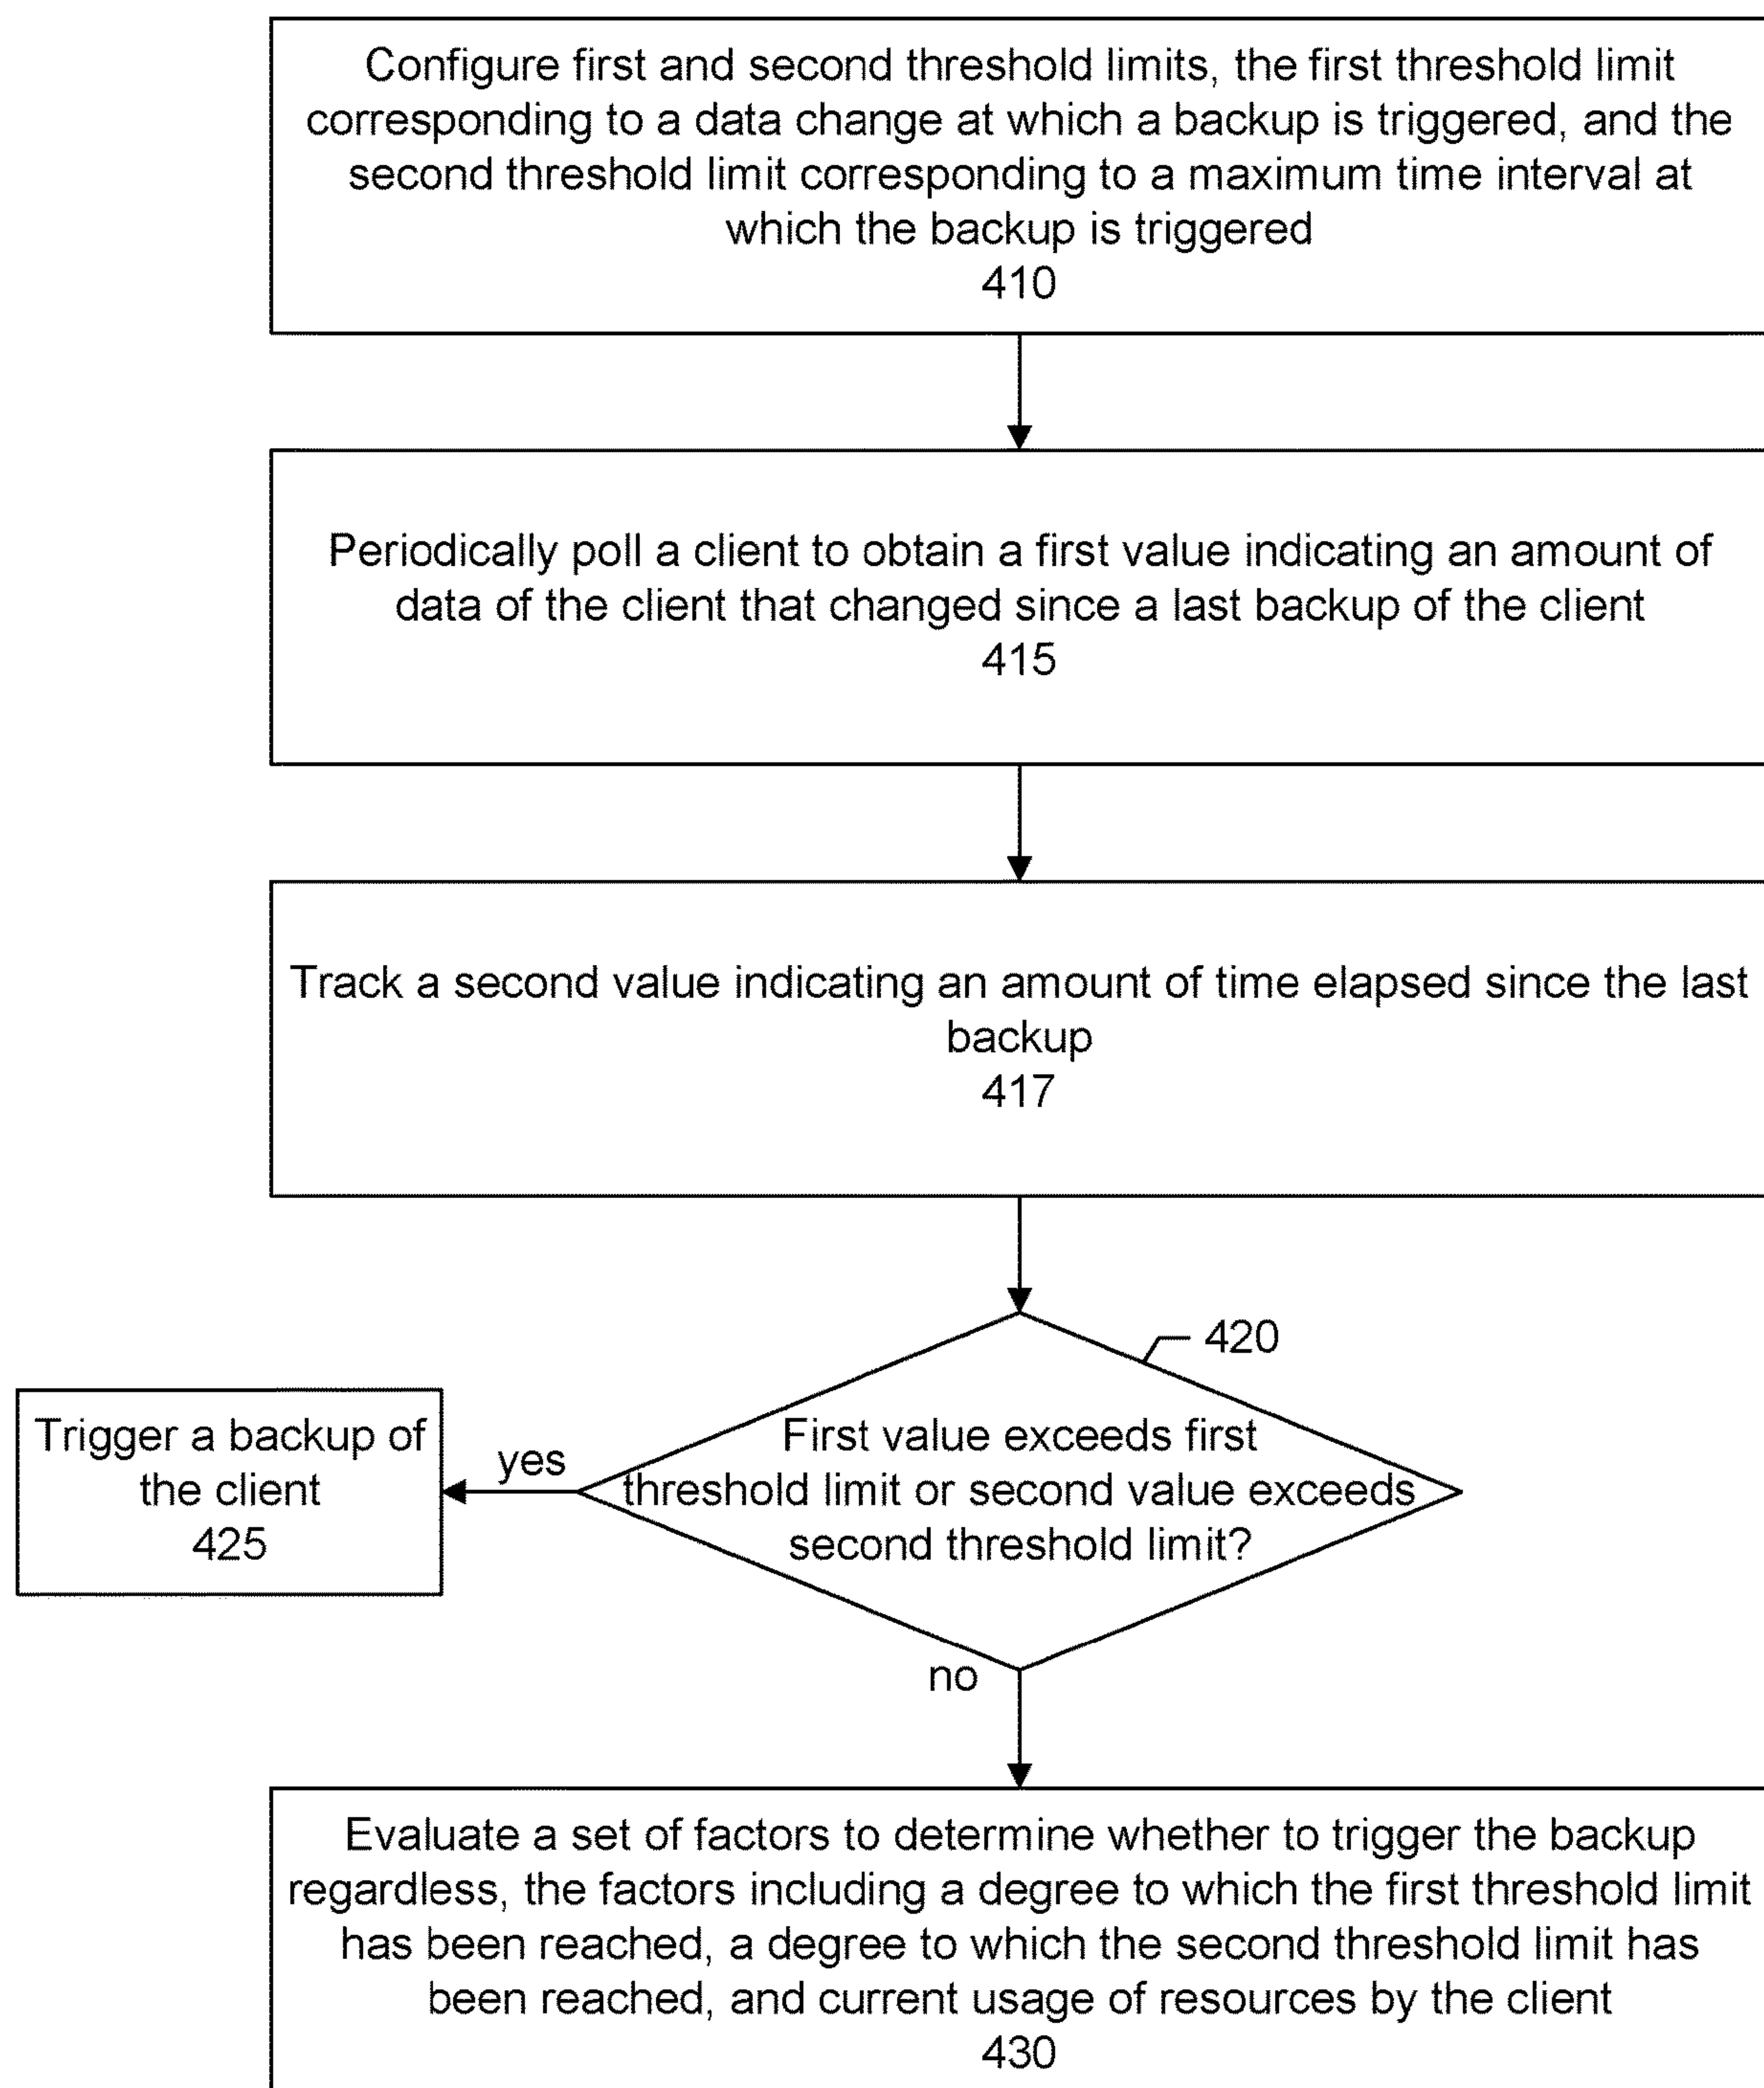 Configure first and second threshold limits, the first threshold limit
corresponding to a data change at which a backup is triggered, and the
second threshold limit corresponding to a maximum time interval at
which the backup is triggered
410
Periodically poll a client to obtain a first value indicating an amount of
data of the client that changed since a last backup of the client
415
Track a second value indicating an amount of time elapsed since the last
backup
417
420
First value exceeds first
threshold limit or second value exceeds
second threshold limit?
yes
Trigger a backup of
the client
425
no
Evaluate a set of factors to determine whether to trigger the backup
regardless, the factors including a degree to which the first threshold limit
has been reached, a degree to which the second threshold limit has
been reached, and current usage of resources by the client
430